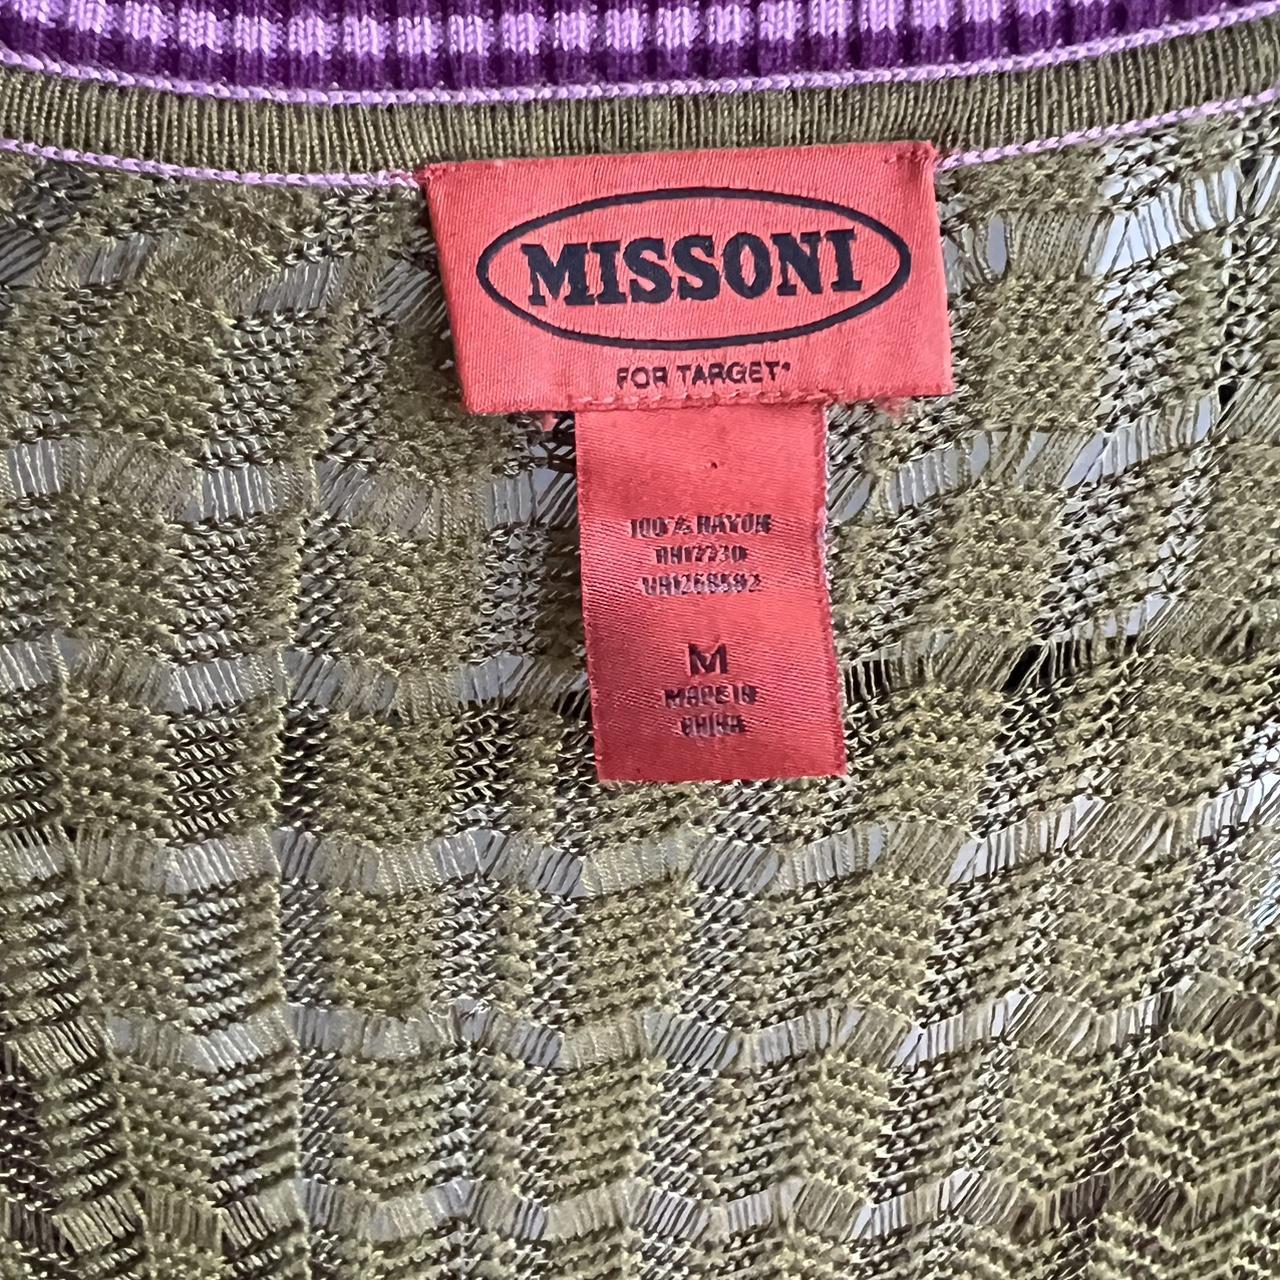 MISSONI
FOR TARGET*
100% RAYON
M
MADE IN
CHINA